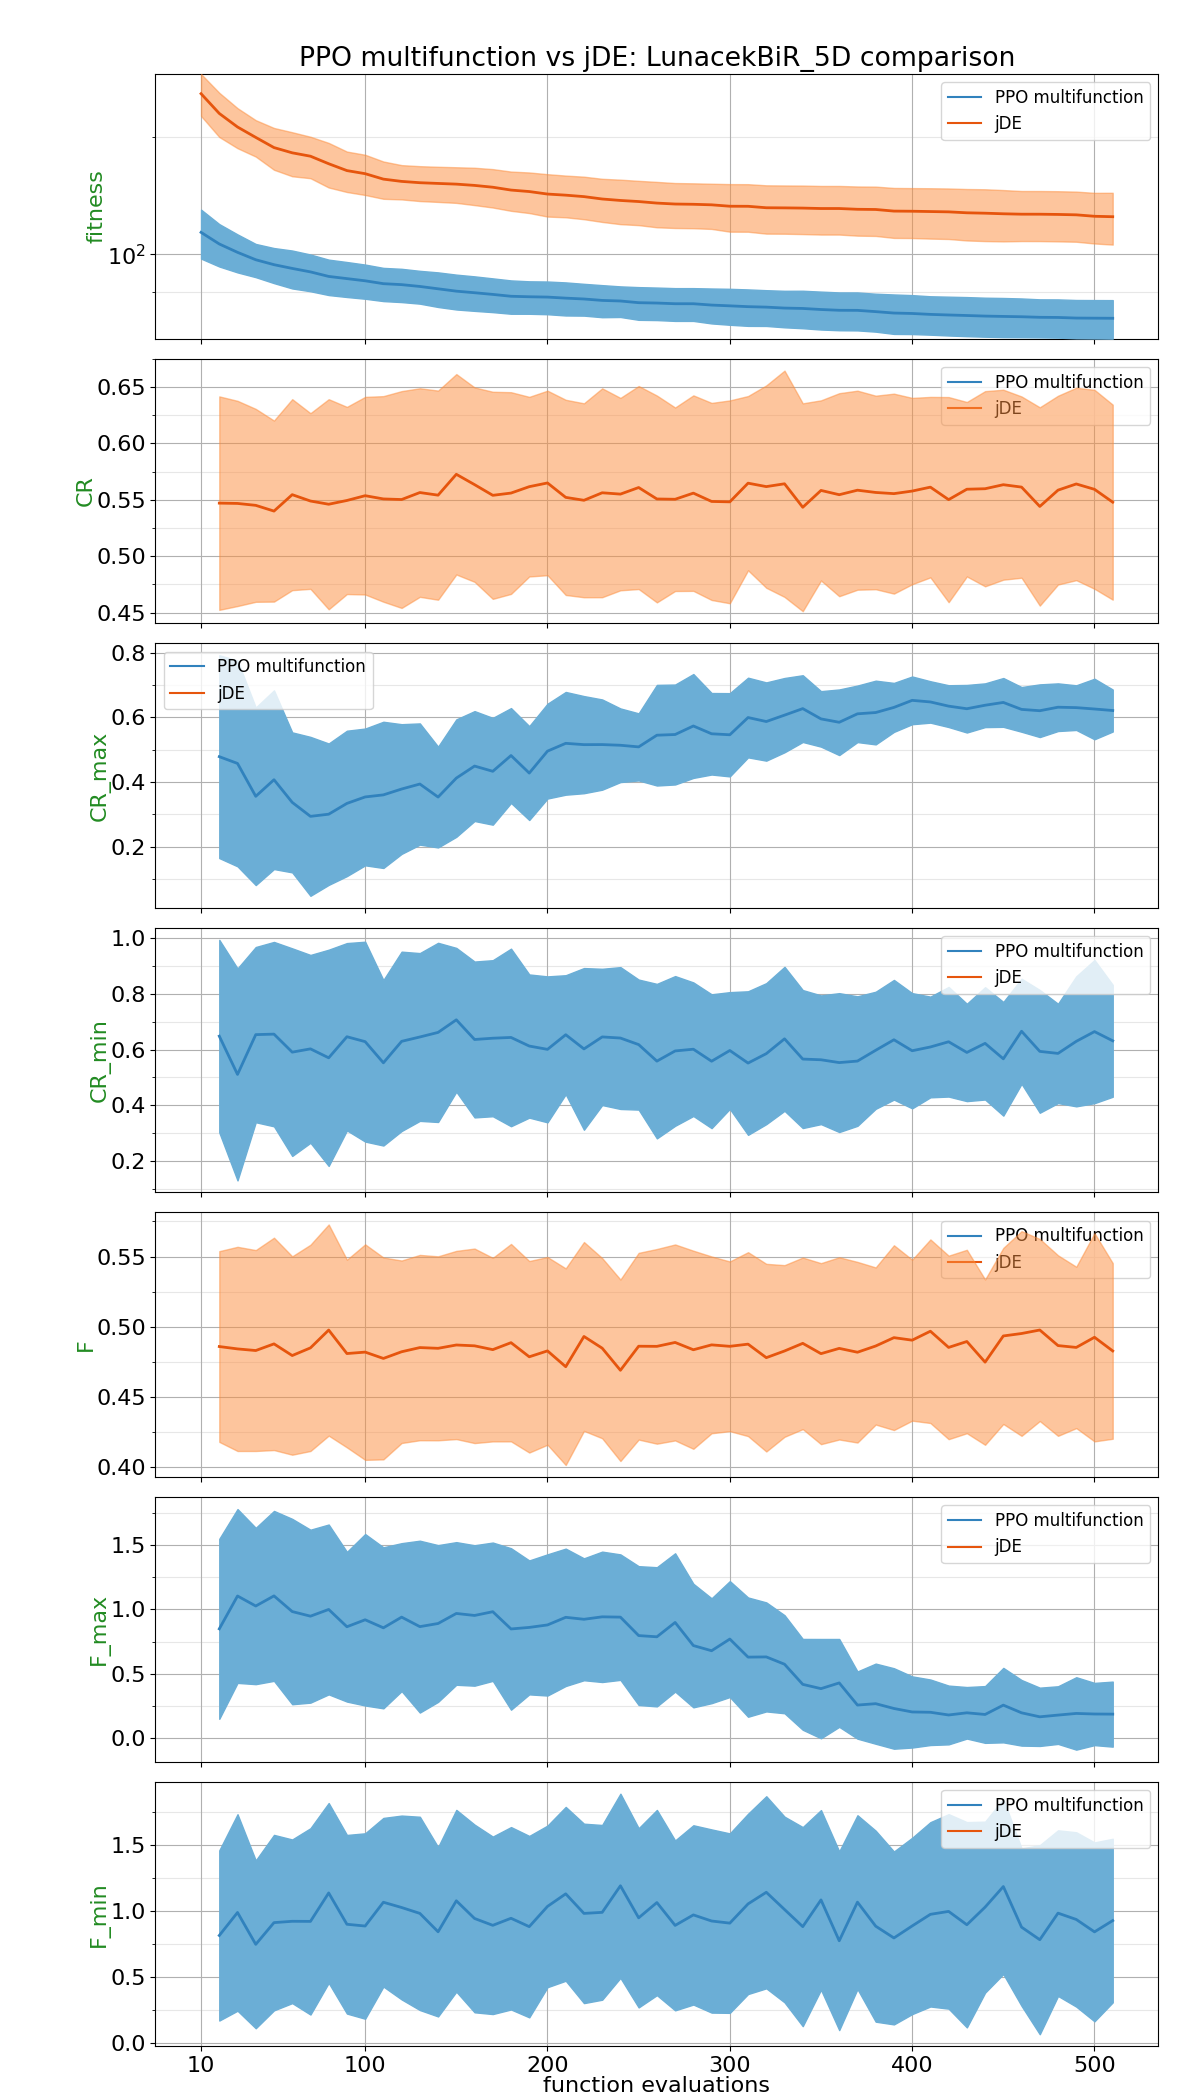 PPO multifunction vs jDE: LunacekBiR_5D comparison
PPO multifunction
jDE
fitness
10²
PPO multifunction
jDE
CR
0.65
0.60
0.55
0.50
0.45
PPO multifunction
jDE
CR_max
0.8
0.6
0.4
0.2
PPO multifunction
jDE
CR_min
1.0
0.8
0.6
0.4
0.2
PPO multifunction
jDE
F
0.55
0.50
0.45
0.40
PPO multifunction
jDE
F_max
1.5
1.0
0.5
0.0
PPO multifunction
jDE
F_min
1.5
1.0
0.5
0.0
10 100 200 300 400 500
function evaluations